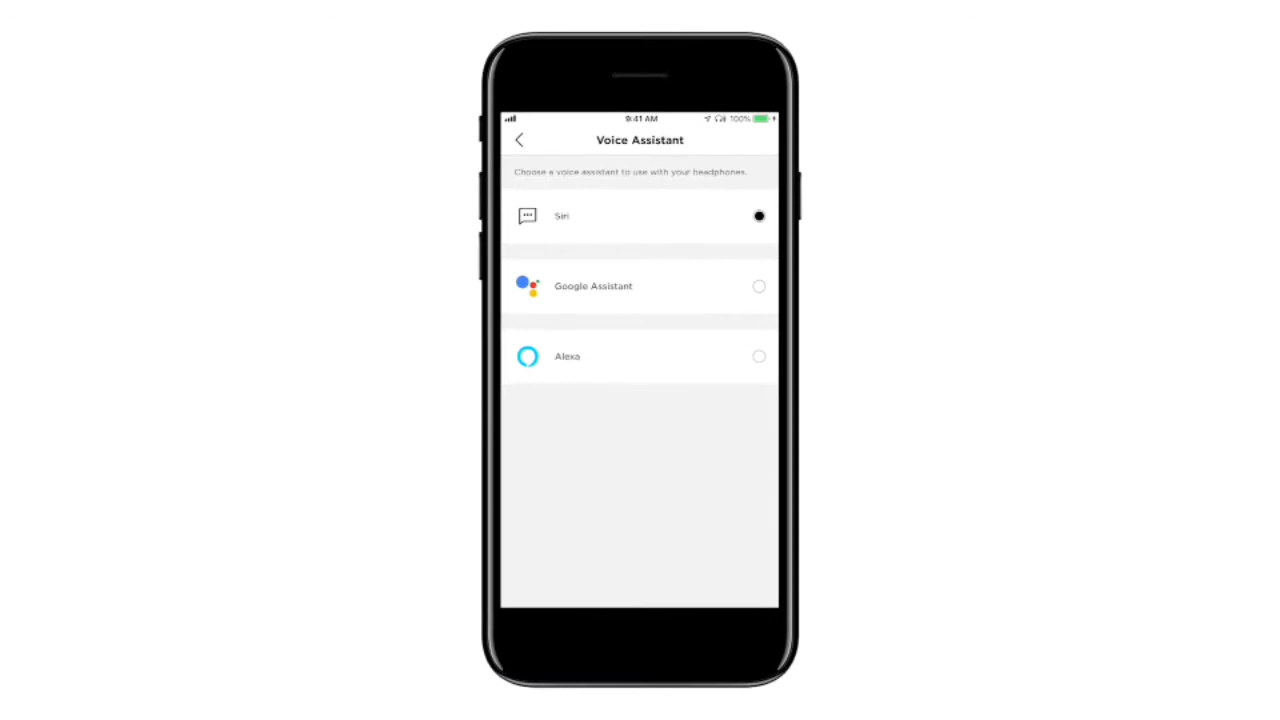 9:41 AM
100%
Voice Assistant
Choose a voice assistant to use with your headphones.
Siri
Google Assistant
Alexa